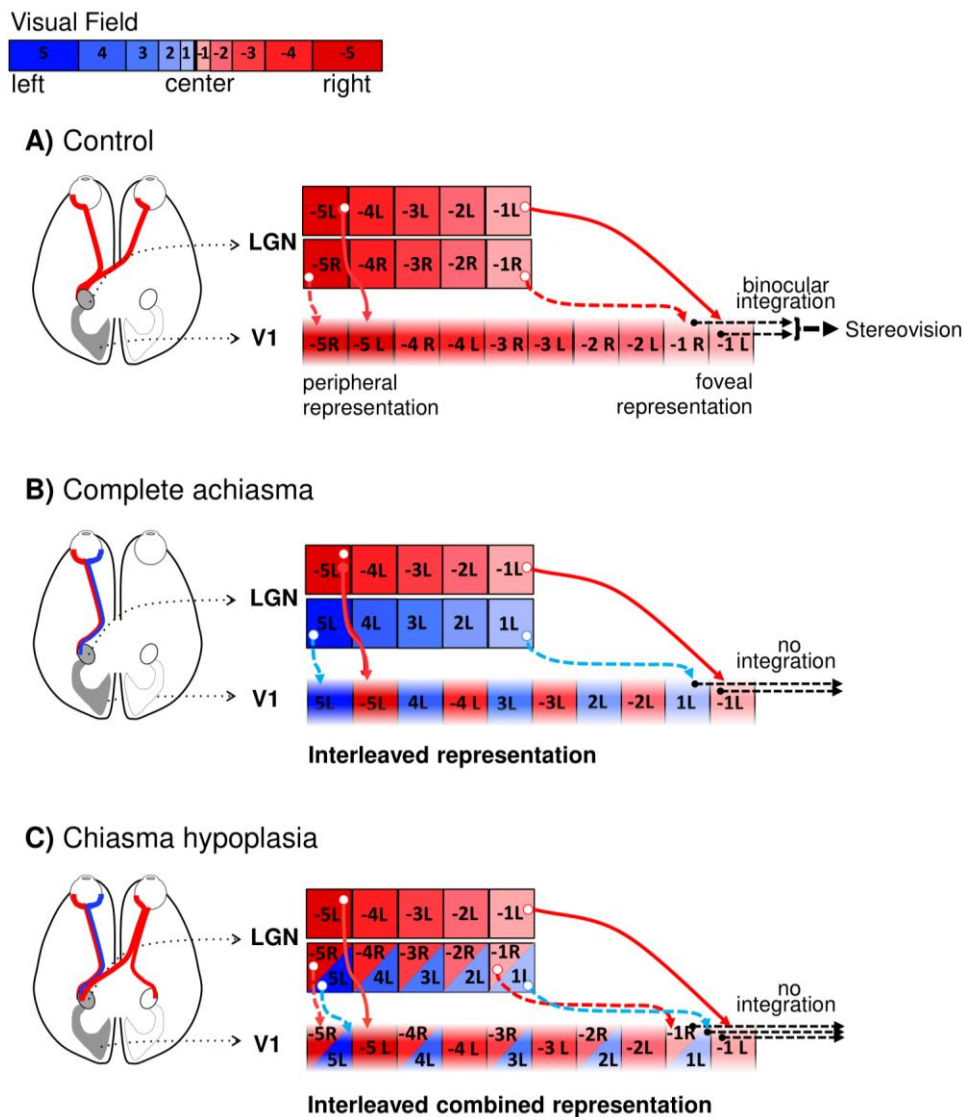 Visual Field
5 4 3 2 1 -1 -2 -3 -4 -5
left center right
A) Control
LGN
-5L -4L -3L -2L -1L
-5R -4R -3R -2R -1R
binocular
integration
Stereovision
V1
-5R -5 L -4 R -4 L -3 R -3 L -2 R -2 L -1 R -1 L
peripheral
representation
foveal
representation
B) Complete achiasma
LGN
-5L -4L -3L -2L -1L
5L 4L 3L 2L 1L
no
integration
V1
5L -5L 4L -4 L 3L -3L 2L -2L 1L -1L
Interleaved representation
C) Chiasma hypoplasia
LGN
-5L -4L -3L -2L -1L
-5R -4R -3R -2R -1R
5L 4L 3L 2L 1L
no
integration
V1
-5R -4R -3R -2R -1R
5L -5 L 4L -4 L 3L -3 L 2L -2L 1L -1 L
Interleaved combined representation